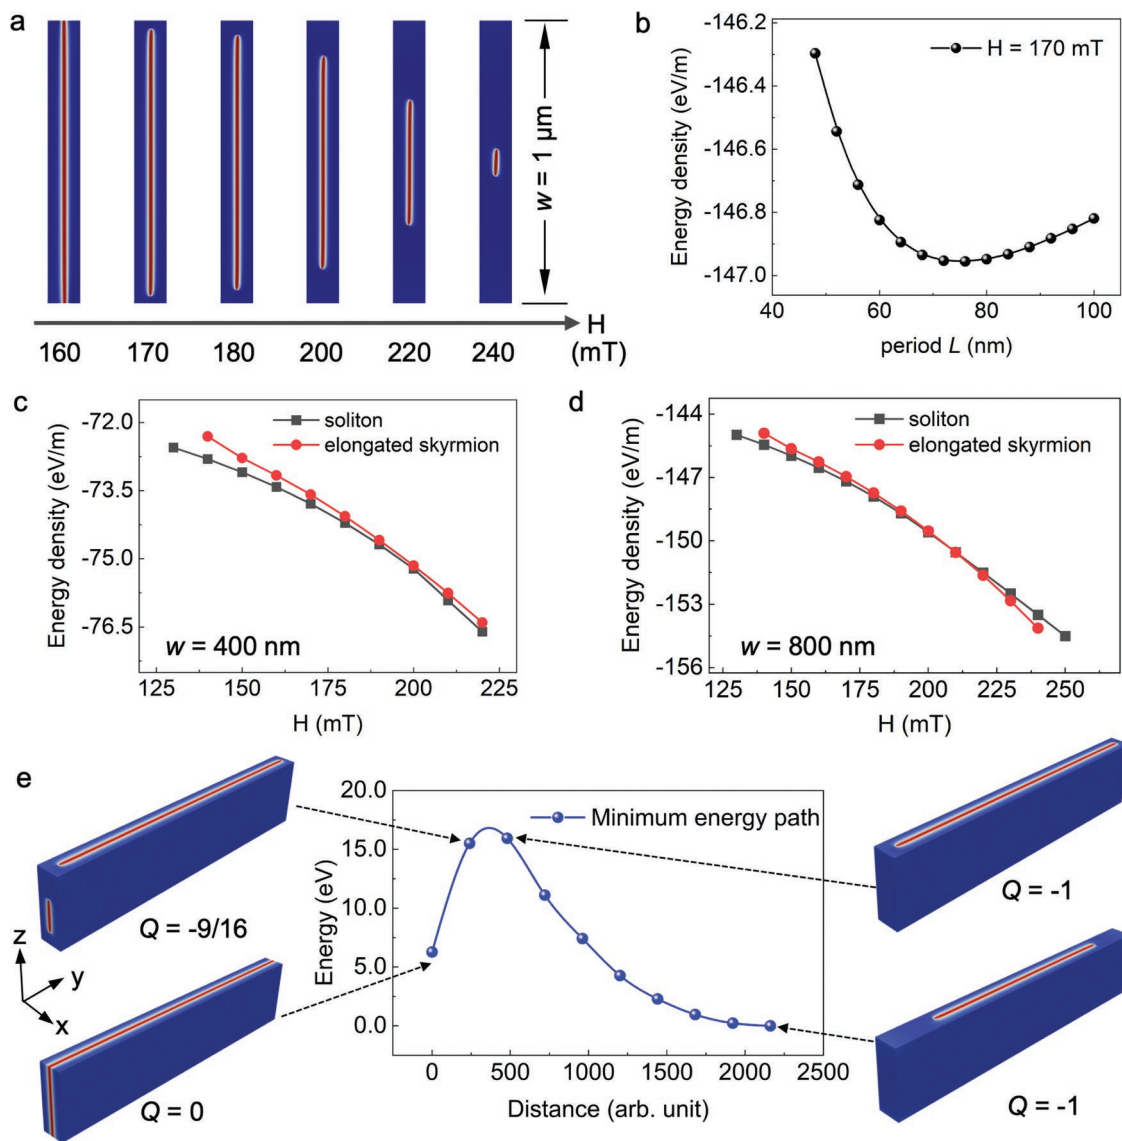 a
w = 1 μm
H
(mT)
160 170 180 200 220 240
b
-146.2
-146.4
-146.6
-146.8
-147.0
Energy density (eV/m)
H = 170 mT
40 60 80 100
period L (nm)
c
-72.0
-73.5
-75.0
-76.5
Energy density (eV/m)
soliton
elongated skyrmion
w = 400 nm
125 150 175 200 225
H (mT)
d
-144
-147
-150
-153
-156
Energy density (eV/m)
soliton
elongated skyrmion
w = 800 nm
125 150 175 200 225 250
H (mT)
e
Q = -9/16
z
y
x
Q = 0
20.0
15.0
10.0
5.0
0.0
Energy (eV)
Minimum energy path
0 500 1000 1500 2000 2500
Distance (arb. unit)
Q = -1
Q = -1